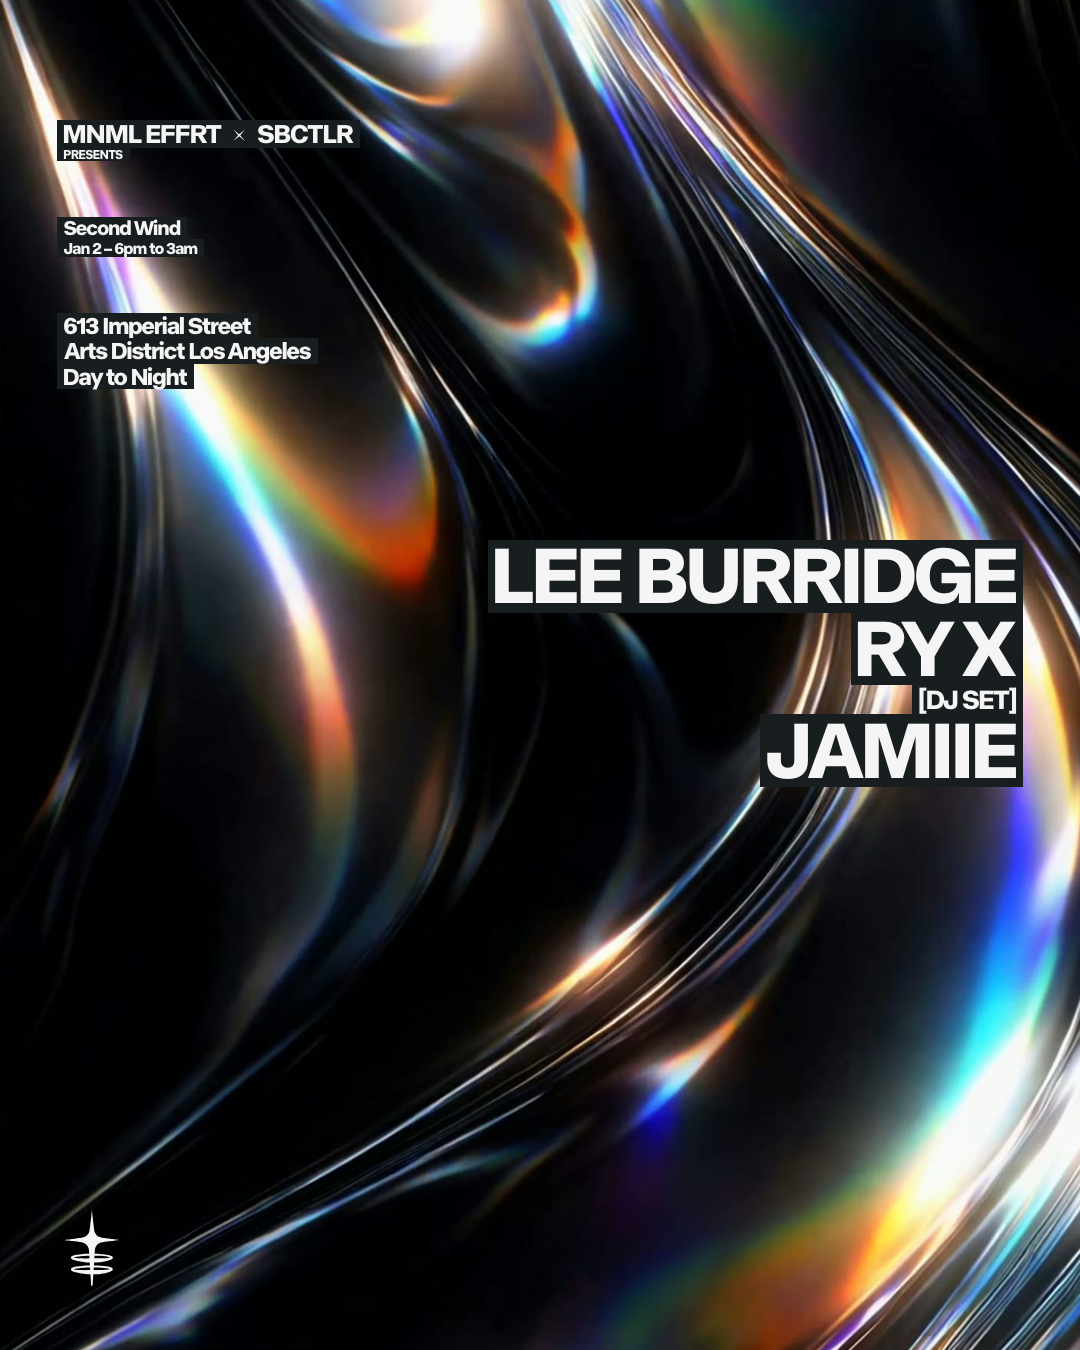 MNML EFFRT × SBCTLR
PRESENTS
Second Wind
Jan 2 – 6pm to 3am
613 Imperial Street
Arts District Los Angeles
Day to Night
LEE BURRIDGE
RY X
[DJ SET]
JAMIIE